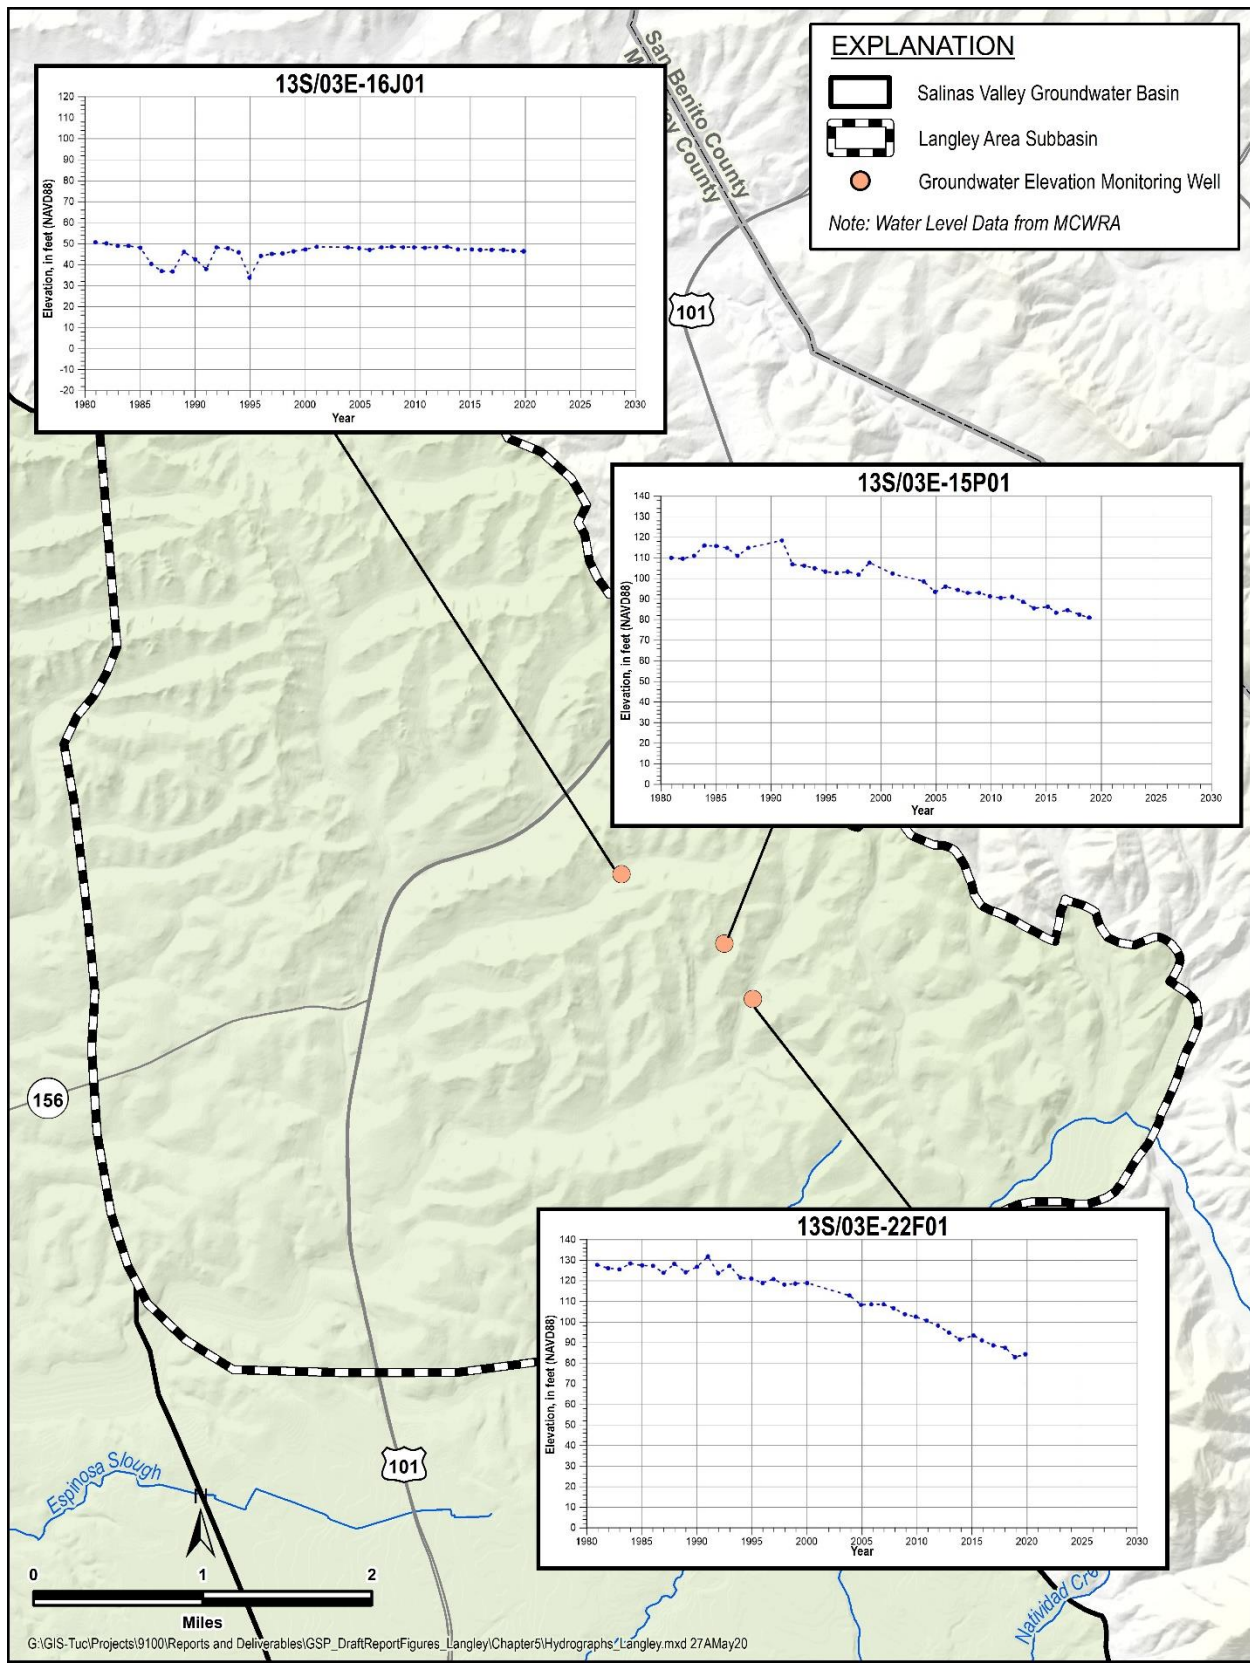 San Benito County
M    ey County
EXPLANATION
Salinas Valley Groundwater Basin
Langley Area Subbasin
Groundwater Elevation Monitoring Well
Note: Water Level Data from MCWRA
13S/03E-16J01
Elevation, in feet (NAVD88)
120
110
100
90
80
70
60
50
40
30
20
10
0
-10
-20
1980 1985 1990 1995 2000 2005 2010 2015 2020 2025 2030
Year
101
13S/03E-15P01
Elevation, in feet (NAVD88)
140
130
120
110
100
90
80
70
60
50
40
30
20
10
0
1980 1985 1990 1995 2000 2005 2010 2015 2020 2025 2030
Year
156
13S/03E-22F01
Elevation, in feet (NAVD88)
140
130
120
110
100
90
80
70
60
50
40
30
20
10
0
1980 1985 1990 1995 2000 2005 2010 2015 2020 2025 2030
Year
101
Espinosa Slough
N
0 1 2
Miles
Natividad Cre
G:\GIS-Tuc\Projects\9100\Reports and Deliverables\GSP_DraftReportFigures_Langley\Chapter5\Hydrographs_Langley.mxd 27AMay20